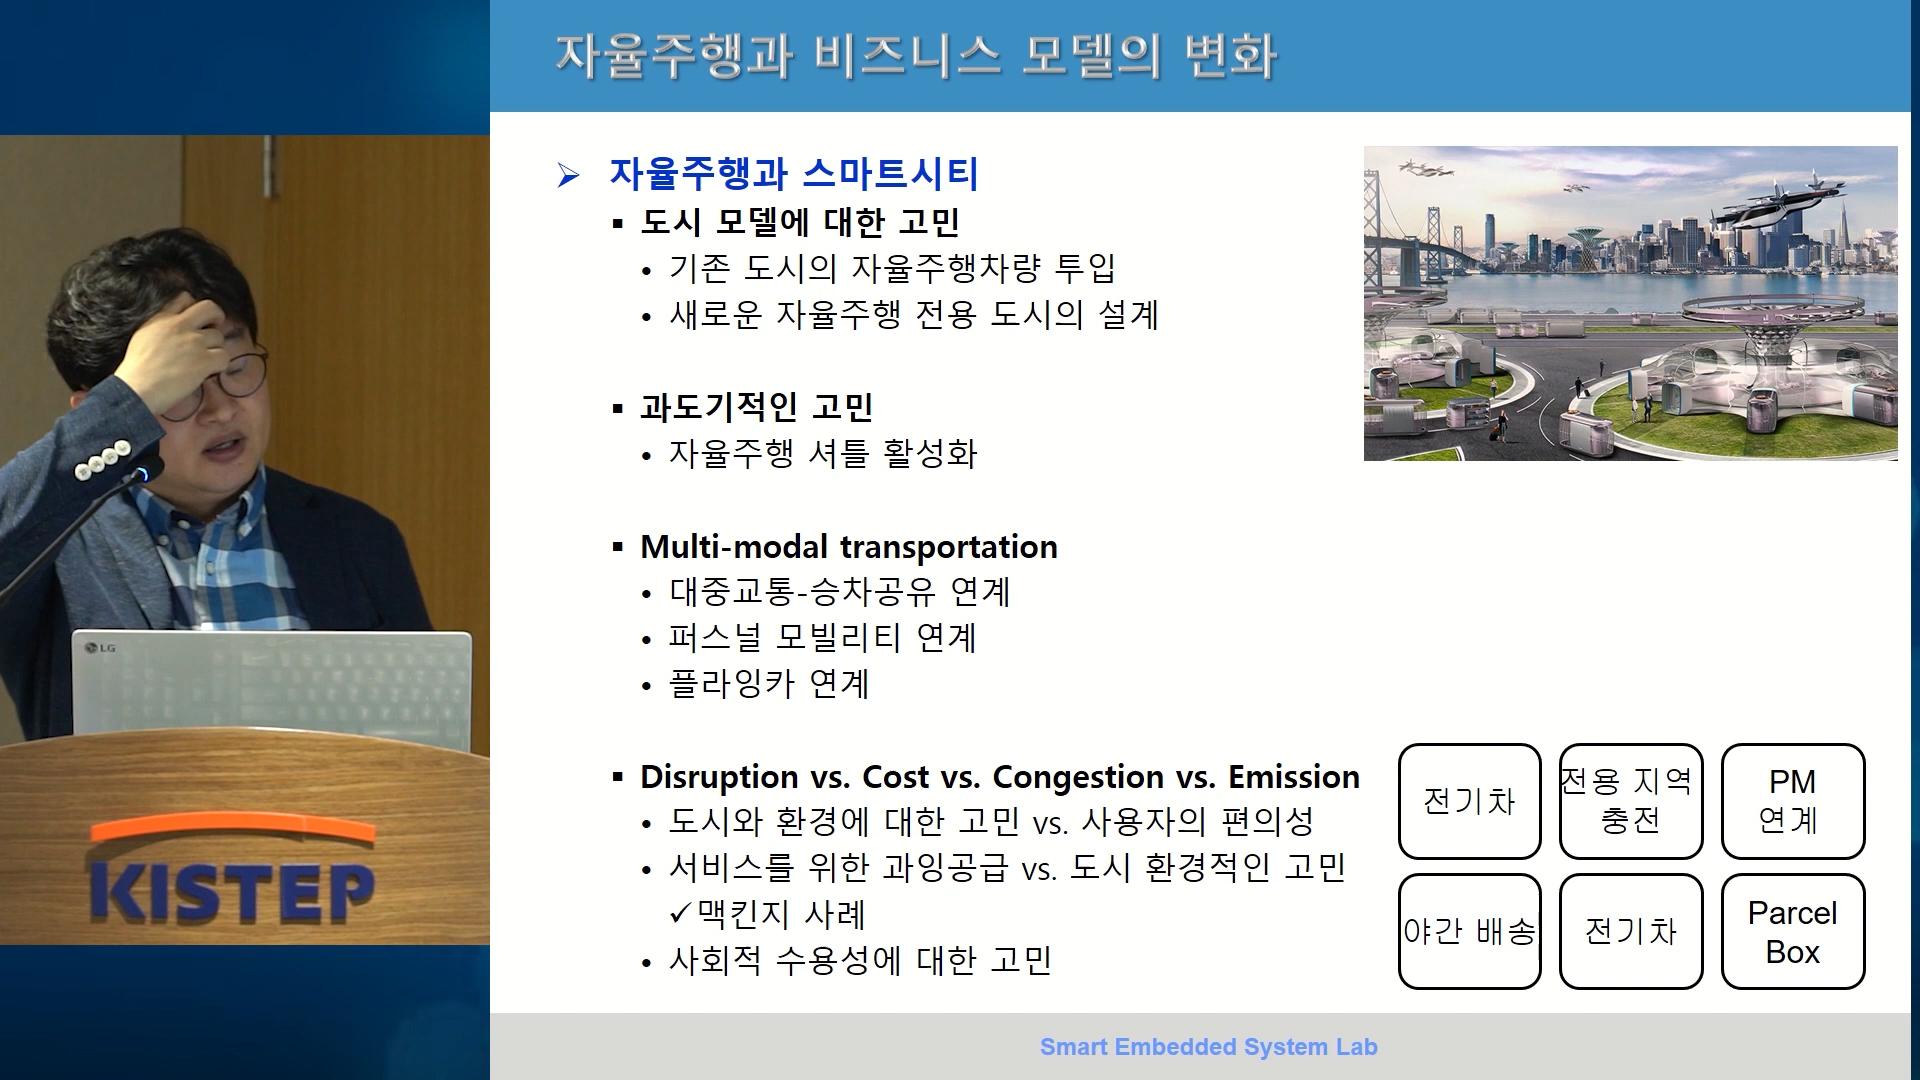 자율주행과 비즈니스 모델의 변화
자율주행과 스마트시티
도시 모델에 대한 고민
기존 도시의 자율주행차량 투입
새로운 자율주행 전용 도시의 설계
과도기적인 고민
자율주행 셔틀 활성화
Multi-modal transportation
대중교통-승차공유 연계
퍼스널 모빌리티 연계
플라잉카 연계
Disruption vs. Cost vs. Congestion vs. Emission
도시와 환경에 대한 고민 vs. 사용자의 편의성
서비스를 위한 과잉공급 vs. 도시 환경적인 고민
✓맥킨지 사례
사회적 수용성에 대한 고민
전기차
전용 지역
충전
PM
연계
야간 배송
전기차
Parcel
Box
Smart Embedded System Lab
LG
KISTEP